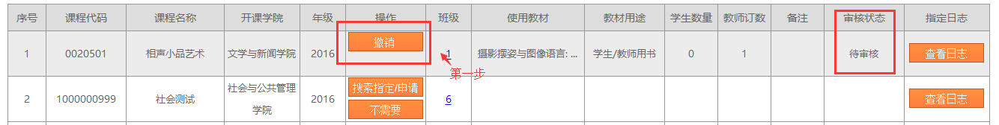 序号 课程代码 课程名称 开课学院 年级 操作 班级 使用教材 教材用途 学生数量 教师订数 备注 审核状态 指定日志
撤销
1 0020501 相声小品艺术 文学与新闻学院 2016 1 摄影摆姿与图像语言: ... 学生/教师用书 0 1 待审核 查看日志
第一步
搜索指定/申请
社会与公共管理
2 1000000999 社会测试 2016 6 查看日志
学院
不需要